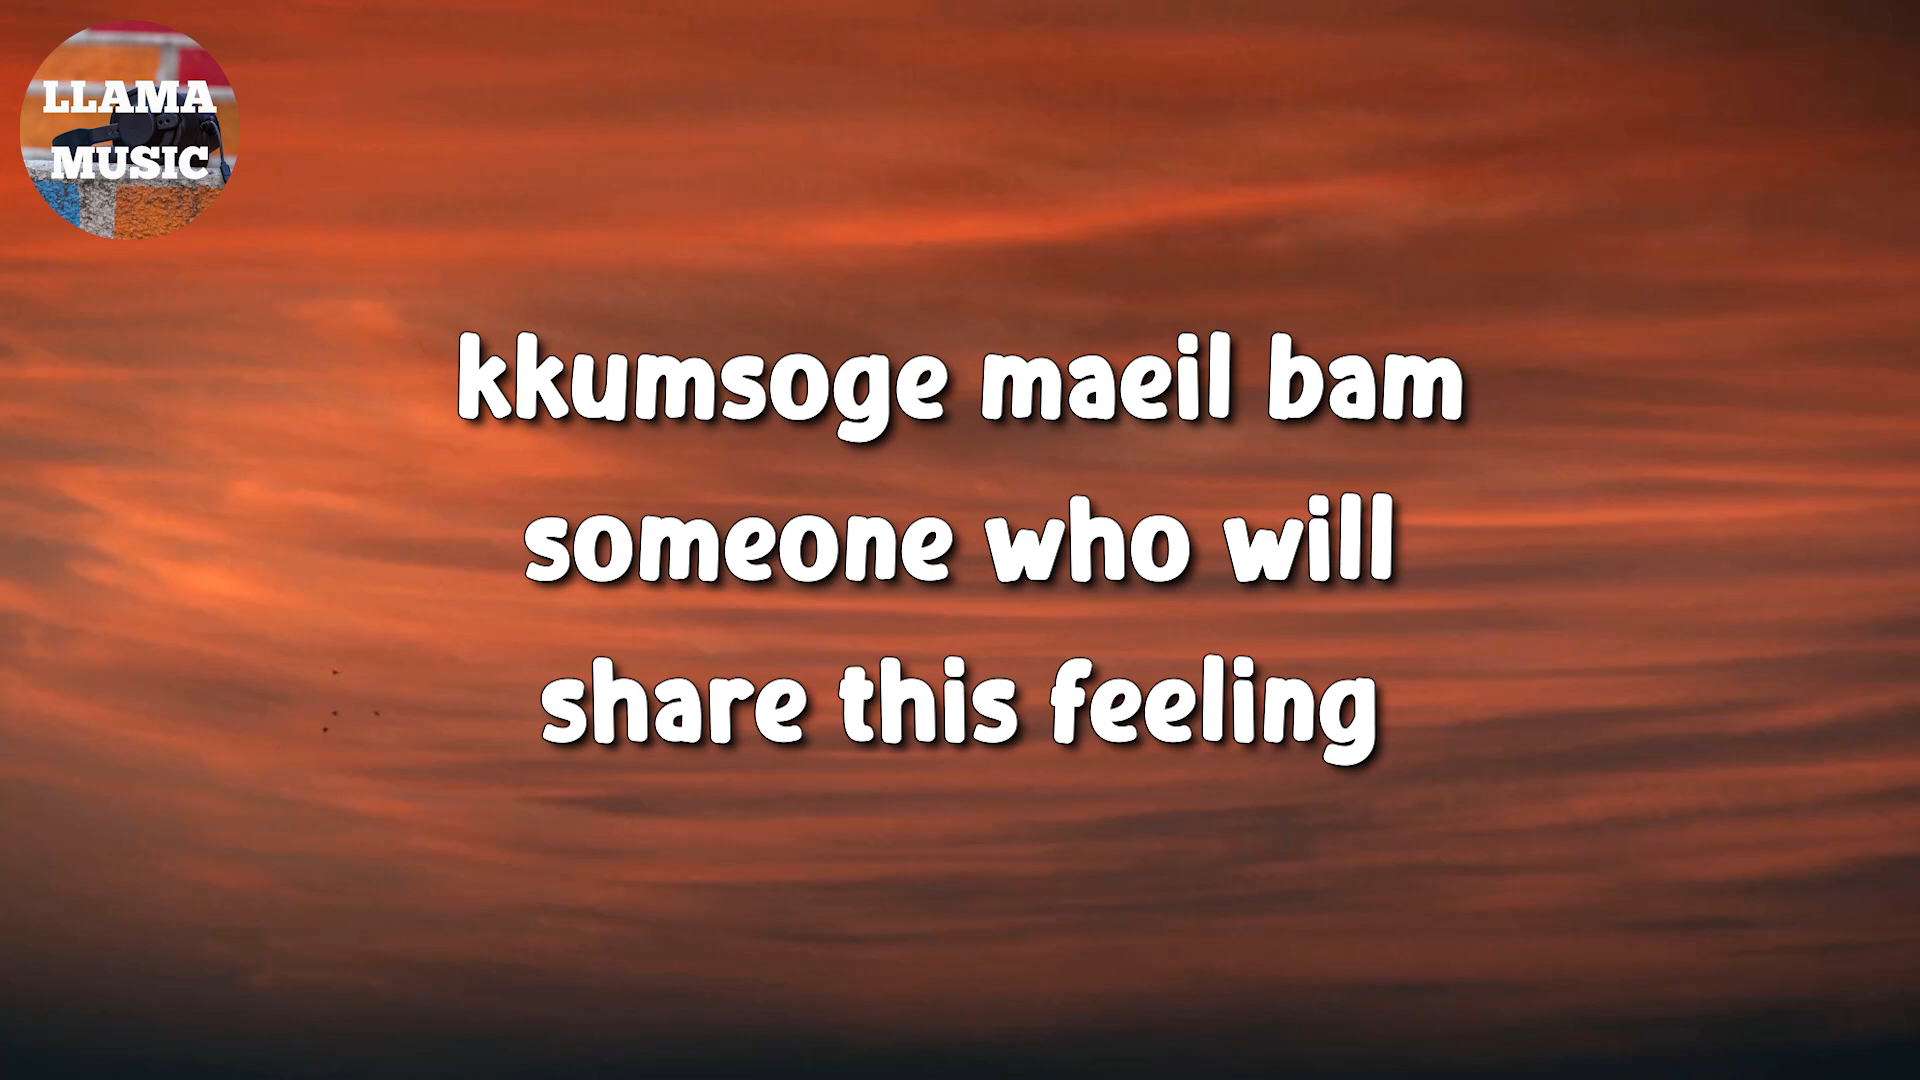 LLAMA
MUSIC
kkumsoge maeil bam
someone who will
share this feeling